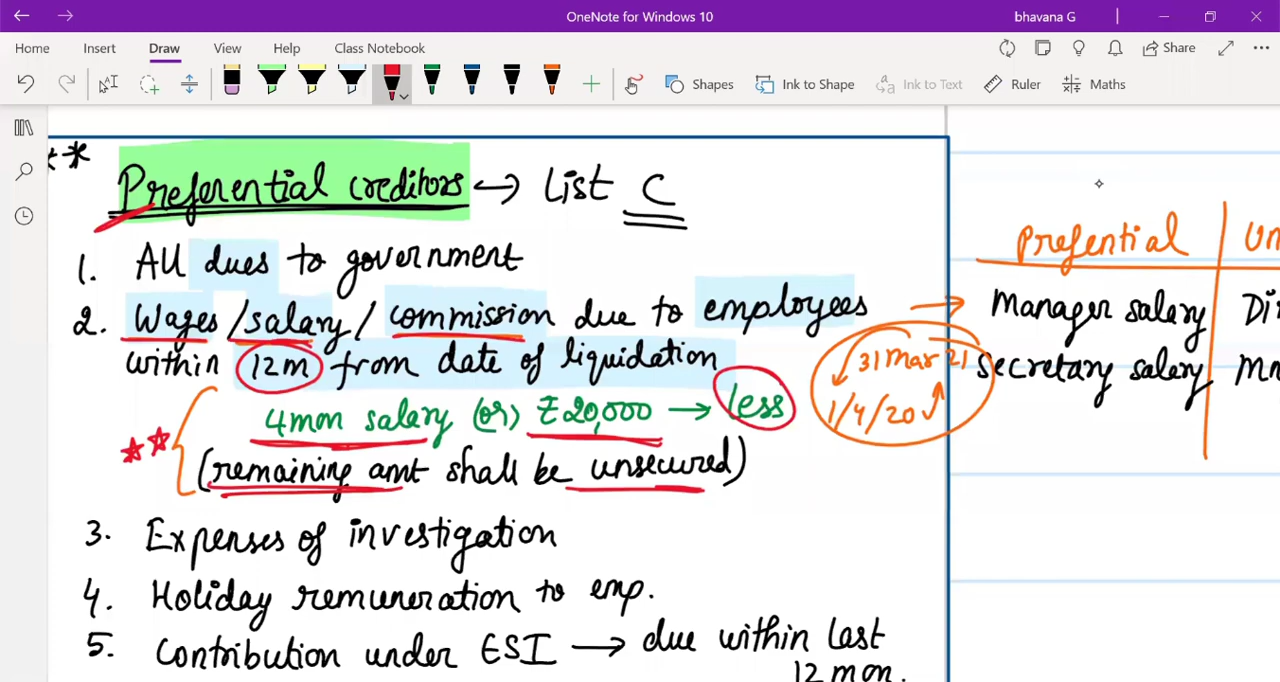 OneNote for Windows 10
bhavana G
Home Insert Draw View Help Class Notebook
Share
Shapes Ink to Shape Ink to Text Ruler Maths
** Preferential creditors → List C
1. All dues to government
2. Wages/salary/commission due to employees →
within 12m from date of liquidation
4mon salary (or) ₹20,000 → less
(remaining amt shall be unsecured)
3. Expenses of investigation
4. Holiday remuneration to emp.
5. Contribution under ESI → due within last
12 mon.
31 Mar 21
1/4/20
Prefential
Manager salary
Secretary salary